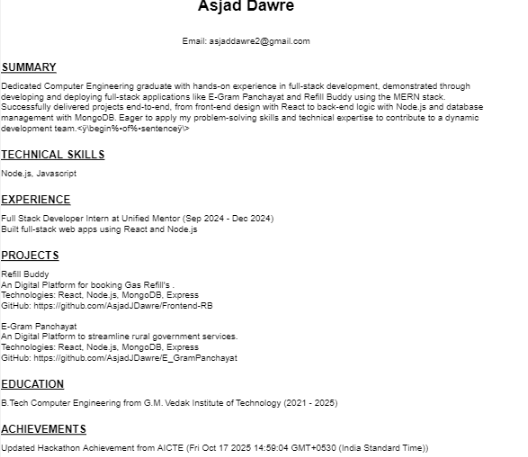 Asjad Dawre
Email: asjaddawre2@gmail.com
SUMMARY
Dedicated Computer Engineering graduate with hands-on experience in full-stack development, demonstrated through
developing and deploying full-stack applications like E-Gram Panchayat and Refill Buddy using the MERN stack.
Successfully delivered projects end-to-end, from front-end design with React to back-end logic with Node.js and database
management with MongoDB. Eager to apply my problem-solving skills and technical expertise to contribute to a dynamic
development team.<ÿ\begin%•of%•sentenceÿ\>
TECHNICAL SKILLS
Node.js, Javascript
EXPERIENCE
Full Stack Developer Intern at Unified Mentor (Sep 2024 - Dec 2024)
Built full-stack web apps using React and Node.js
PROJECTS
Refill Buddy
An Digital Platform for booking Gas Refill's .
Technologies: React, Node.js, MongoDB, Express
GitHub: https://github.com/AsjadJDawre/Frontend-RB
E-Gram Panchayat
An Digital Platform to streamline rural government services.
Technologies: React, Node.js, MongoDB, Express
GitHub: https://github.com/AsjadJDawre/E_GramPanchayat
EDUCATION
B.Tech Computer Engineering from G.M. Vedak Institute of Technology (2021 - 2025)
ACHIEVEMENTS
Updated Hackathon Achievement from AICTE (Fri Oct 17 2025 14:59:04 GMT+0530 (India Standard Time))